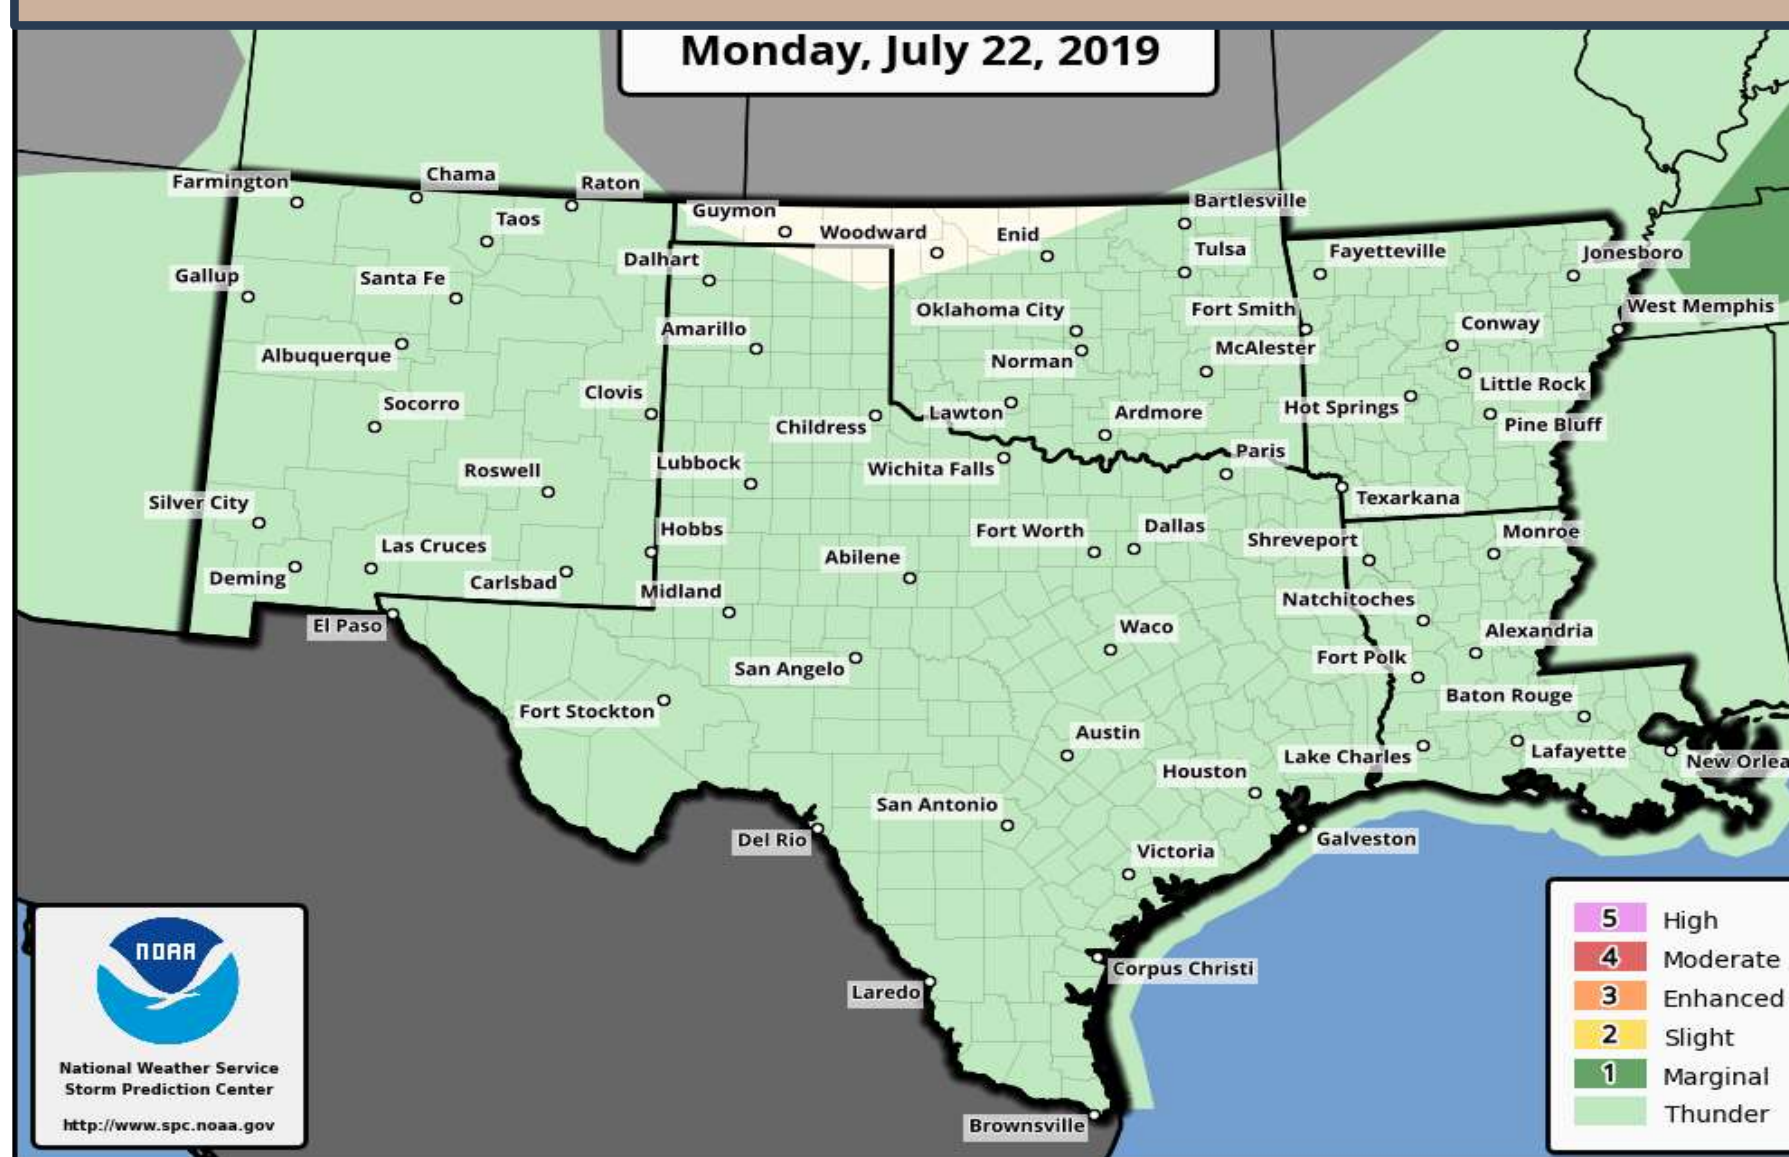 Monday, July 22, 2019
Farmington
Chama
Raton
Taos
Guymon
Woodward
Enid
Bartlesville
Tulsa
Fayetteville
Jonesboro
Gallup
Santa Fe
Dalhart
Oklahoma City
Fort Smith
West Memphis
Albuquerque
Amarillo
Norman
McAlester
Conway
Socorro
Clovis
Childress
Lawton
Ardmore
Hot Springs
Little Rock
Pine Bluff
Roswell
Lubbock
Wichita Falls
Paris
Texarkana
Silver City
Las Cruces
Hobbs
Abilene
Fort Worth
Dallas
Shreveport
Monroe
Deming
Carlsbad
Midland
Natchitoches
El Paso
Waco
Alexandria
San Angelo
Fort Polk
Fort Stockton
Baton Rouge
Austin
Lake Charles
Lafayette
New Orlea
Houston
San Antonio
Del Rio
Galveston
Victoria
Corpus Christi
Laredo
Brownsville
NOAA
National Weather Service
Storm Prediction Center
http://www.spc.noaa.gov
5 High
4 Moderate
3 Enhanced
2 Slight
1 Marginal
Thunder